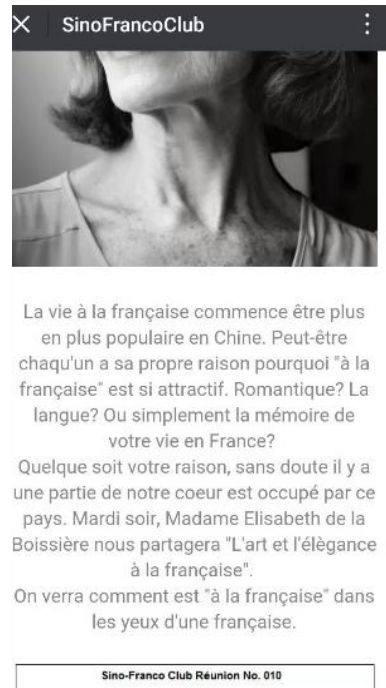 SinoFrancoClub
La vie à la française commence être plus
en plus populaire en Chine. Peut-être
chaqu'un a sa propre raison pourquoi "à la
française" est si attractif. Romantique? La
langue? Ou simplement la mémoire de
votre vie en France?
Quelque soit votre raison, sans doute il y a
une partie de notre coeur est occupé par ce
pays. Mardi soir, Madame Elisabeth de la
Boissière nous partagera "L'art et l'élègance
à la française".
On verra comment est "à la française" dans
les yeux d'une française.
Sino-Franco Club Réunion No. 010